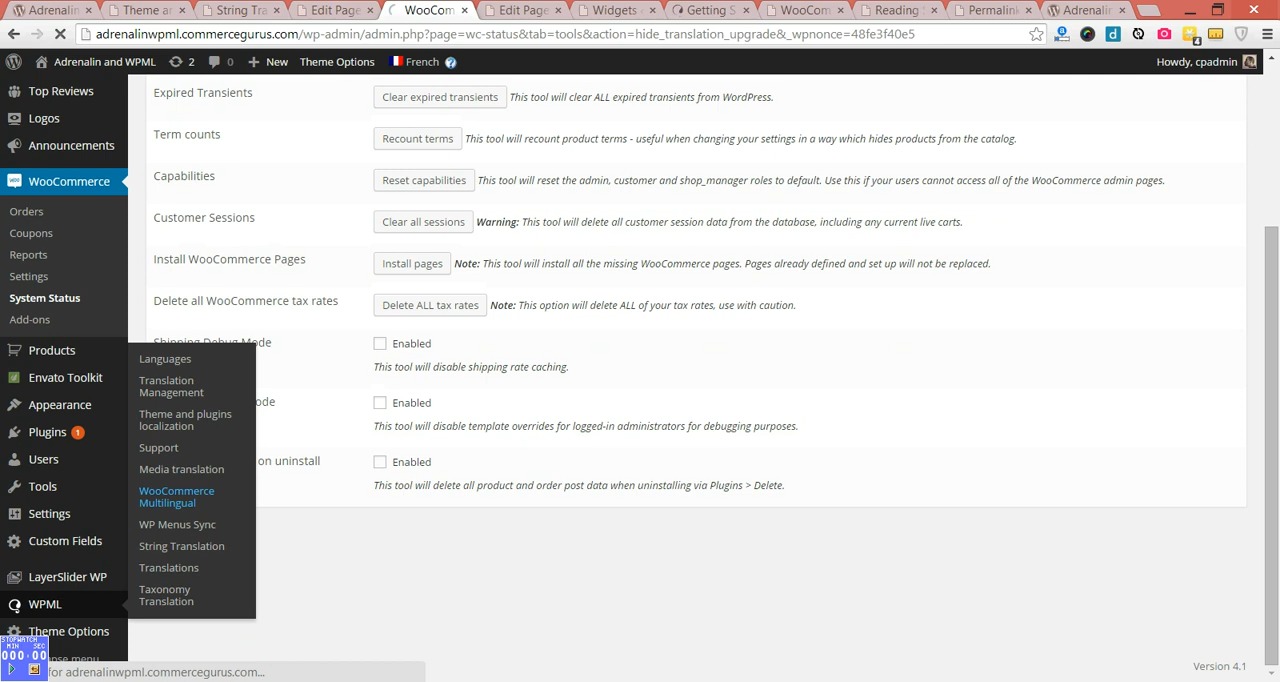 Adrenalin
Theme an
String Tra
Edit Page
WooCom
Edit Page
Widgets
Getting S
WooCom
Reading
Permalin
Adrenalin
adrenalinwpml.commercegurus.com/wp-admin/admin.php?page=wc-status&tab=tools&action=hide_translation_upgrade&_wpnonce=48fe3f40e5
4
Adrenalin and WPML
2
0
New
Theme Options
French
Howdy, cpadmin
Top Reviews
Logos
Announcements
WooCommerce
Orders
Coupons
Reports
Settings
System Status
Add-ons
Products
Envato Toolkit
Appearance
Plugins 1
Users
Tools
Settings
Custom Fields
LayerSlider WP
WPML
Theme Options
pse menu
Languages
Translation
Management
Theme and plugins
localization
Support
Media translation
WooCommerce
Multilingual
WP Menus Sync
String Translation
Translations
Taxonomy
Translation
Expired Transients
Clear expired transients This tool will clear ALL expired transients from WordPress.
Term counts
Recount terms This tool will recount product terms - useful when changing your settings in a way which hides products from the catalog.
Capabilities
Reset capabilities This tool will reset the admin, customer and shop_manager roles to default. Use this if your users cannot access all of the WooCommerce admin pages.
Customer Sessions
Clear all sessions Warning: This tool will delete all customer session data from the database, including any current live carts.
Install WooCommerce Pages
Install pages Note: This tool will install all the missing WooCommerce pages. Pages already defined and set up will not be replaced.
Delete all WooCommerce tax rates
Delete ALL tax rates Note: This option will delete ALL of your tax rates, use with caution.
Shipping Debug Mode
Enabled
This tool will disable shipping rate caching.
ode
Enabled
This tool will disable template overrides for logged-in administrators for debugging purposes.
on uninstall
Enabled
This tool will delete all product and order post data when uninstalling via Plugins > Delete.
STOPWATCH
MIN SEC
000:00
for adrenalinwpml.commercegurus.com...
Version 4.1